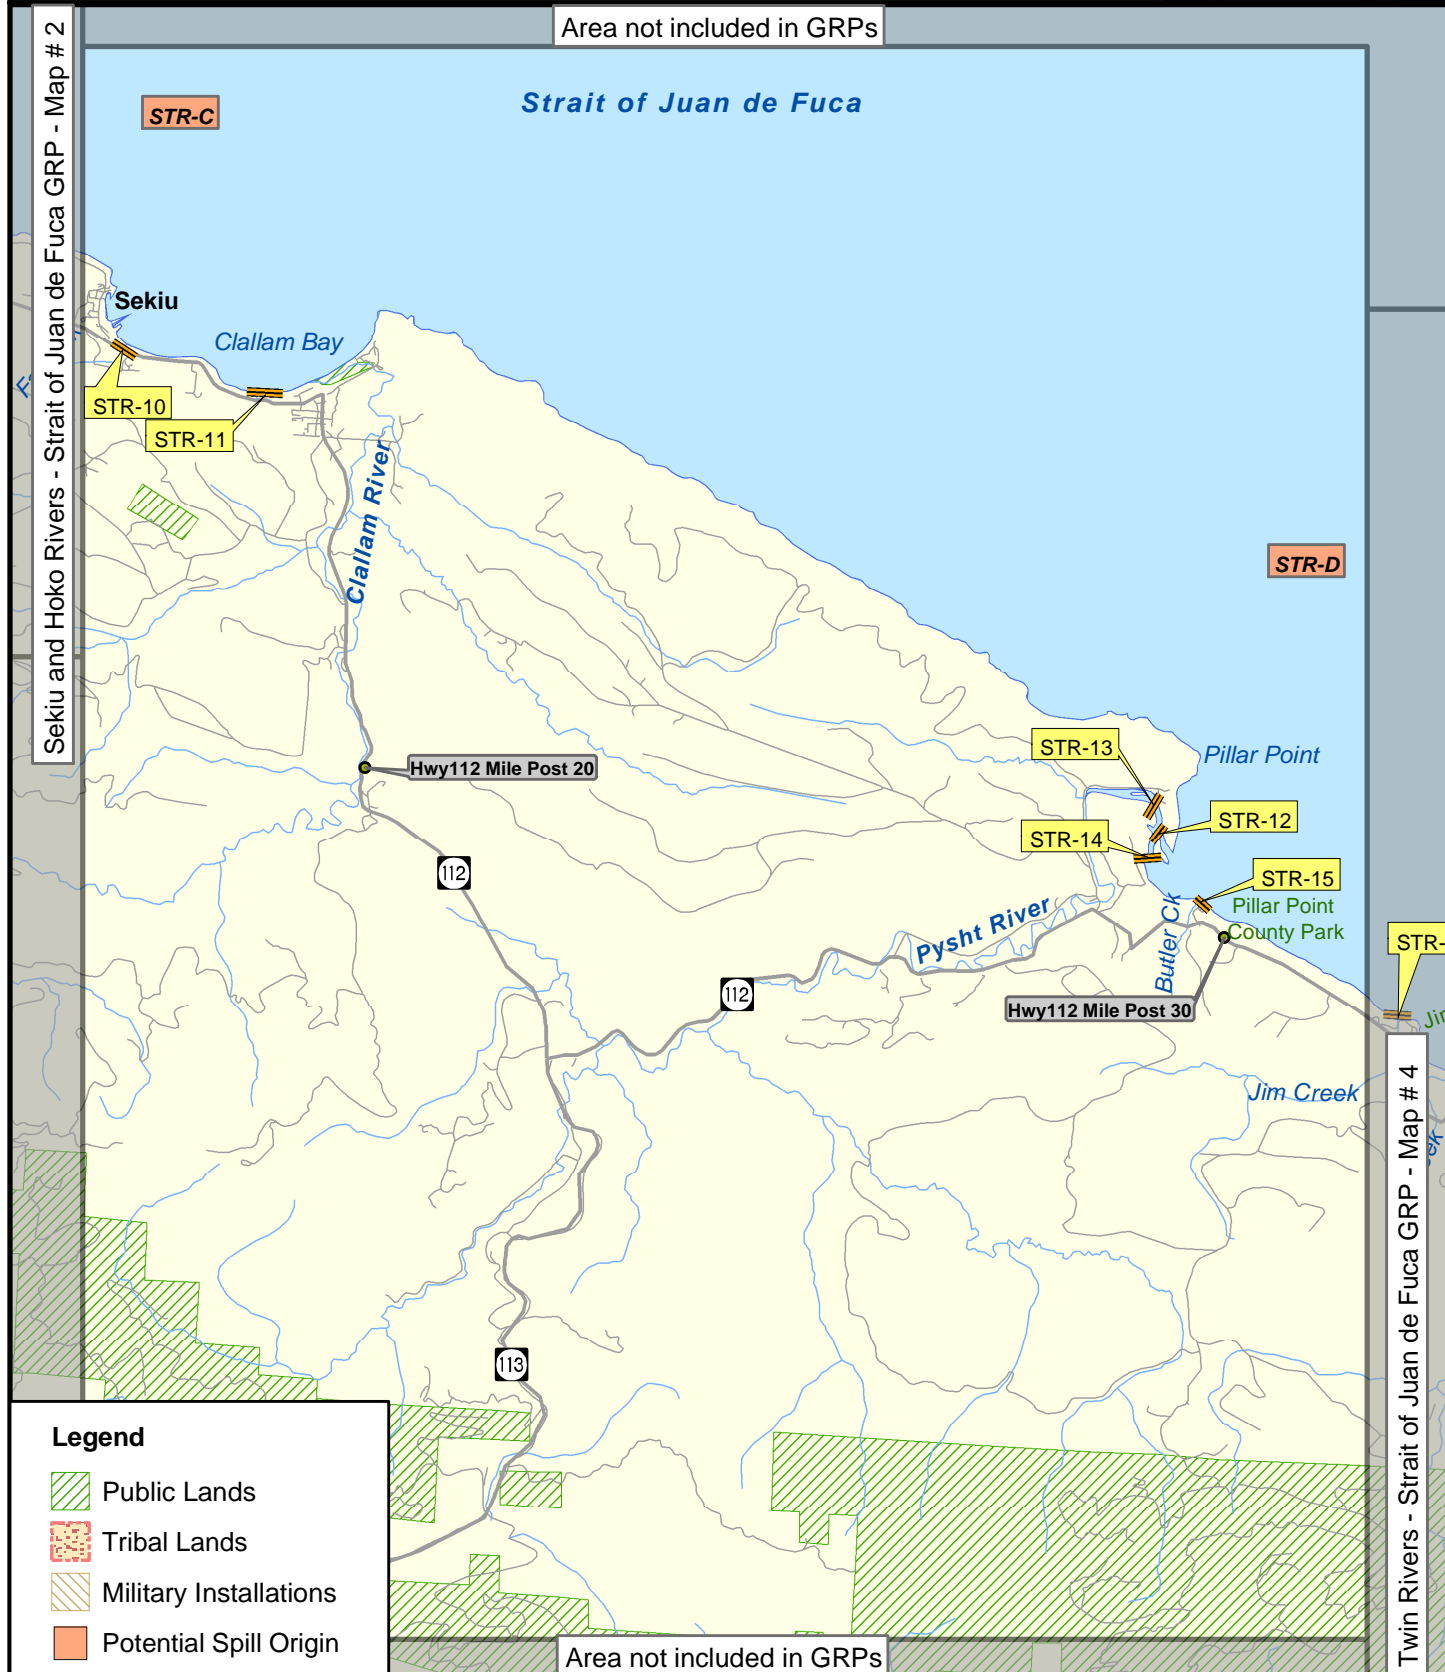 Area not included in GRPs
Sekiu and Hoko Rivers - Strait of Juan de Fuca GRP - Map # 2
STR-C
Strait of Juan de Fuca
Sekiu
Clallam Bay
STR-10
STR-11
Clallam River
STR-D
STR-13
Pillar Point
Hwy112 Mile Post 20
STR-12
STR-14
112
STR-15
Pillar Point
County Park
Butler Ck
Pysht River
STR-
112
Hwy112 Mile Post 30
Jim Creek
113
Twin Rivers - Strait of Juan de Fuca GRP - Map # 4
Legend
Public Lands
Tribal Lands
Military Installations
Potential Spill Origin
Area not included in GRPs